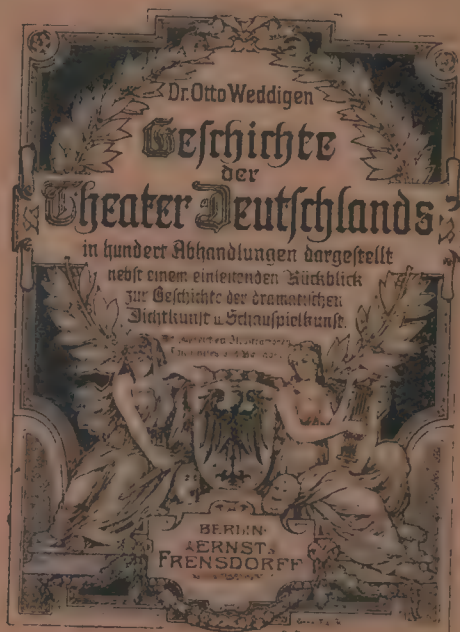 Dr. Otto Weddigen
Geschichte
der
Theater Deutschlands
in hundert Abhandlungen dargestellt
nebst einem einleitenden Rückblick
zur Geschichte der dramatischen
Dichtkunst u. Schauspielkunst.
BERLIN
ERNST
FRENSDORFF